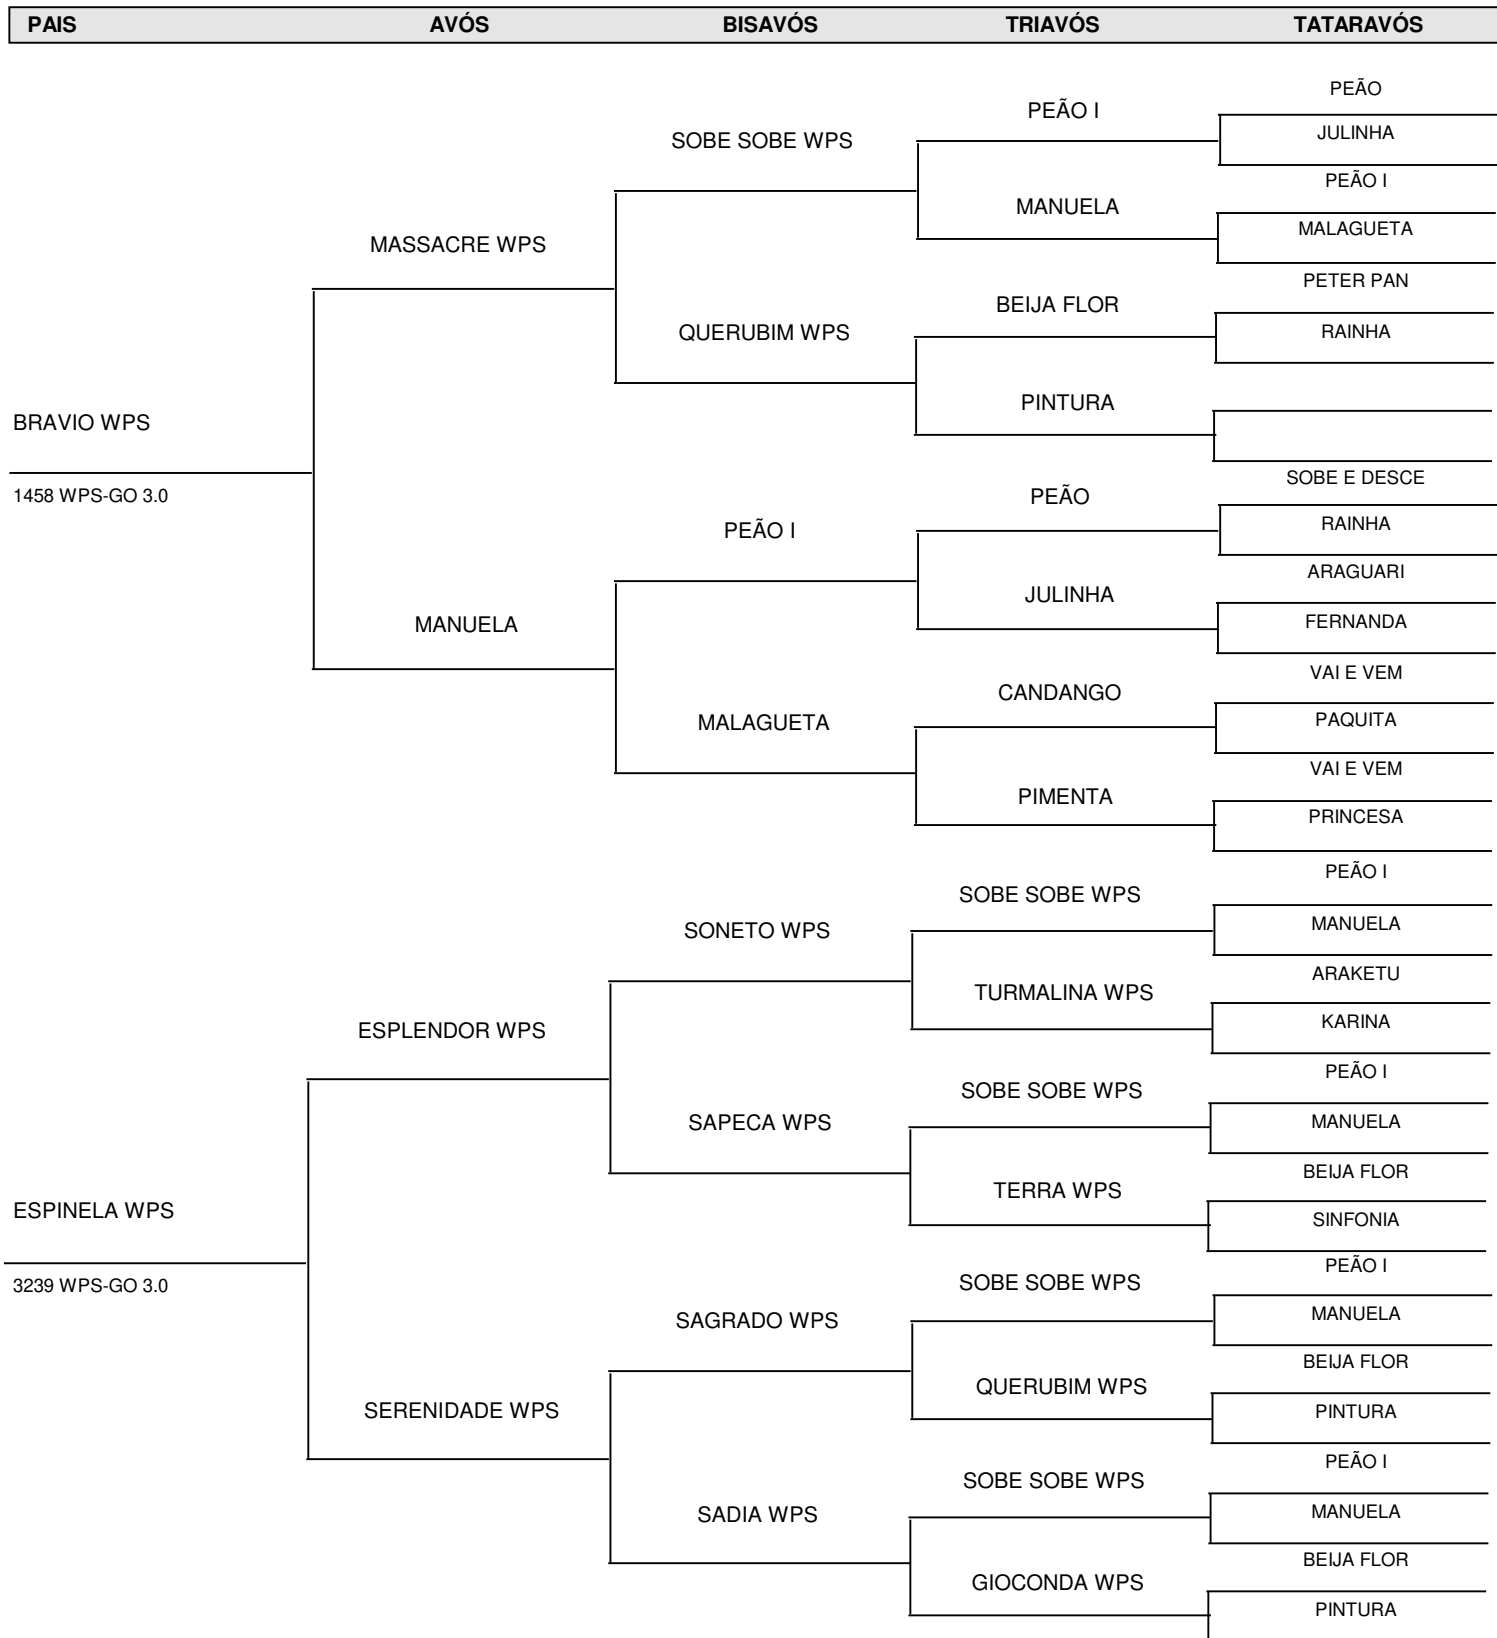 PAIS AVÓS BISAVÓS TRIAVÓS TATARAVÓS
PEÃO
PEÃO I
JULINHA
SOBE SOBE WPS
PEÃO I
MANUELA
MALAGUETA
MASSACRE WPS
PETER PAN
BEIJA FLOR
RAINHA
QUERUBIM WPS
PINTURA
BRAVIO WPS
1458 WPS-GO 3.0
SOBE E DESCE
PEÃO
RAINHA
PEÃO I
ARAGUARI
JULINHA
FERNANDA
MANUELA
VAI E VEM
CANDANGO
PAQUITA
MALAGUETA
VAI E VEM
PIMENTA
PRINCESA
PEÃO I
SOBE SOBE WPS
MANUELA
SONETO WPS
ARAKETU
TURMALINA WPS
KARINA
ESPLENDOR WPS
PEÃO I
SOBE SOBE WPS
MANUELA
SAPECA WPS
BEIJA FLOR
TERRA WPS
SINFONIA
ESPINELA WPS
3239 WPS-GO 3.0
PEÃO I
SOBE SOBE WPS
MANUELA
SAGRADO WPS
BEIJA FLOR
QUERUBIM WPS
PINTURA
SERENIDADE WPS
PEÃO I
SOBE SOBE WPS
MANUELA
SADIA WPS
BEIJA FLOR
GIOCONDA WPS
PINTURA